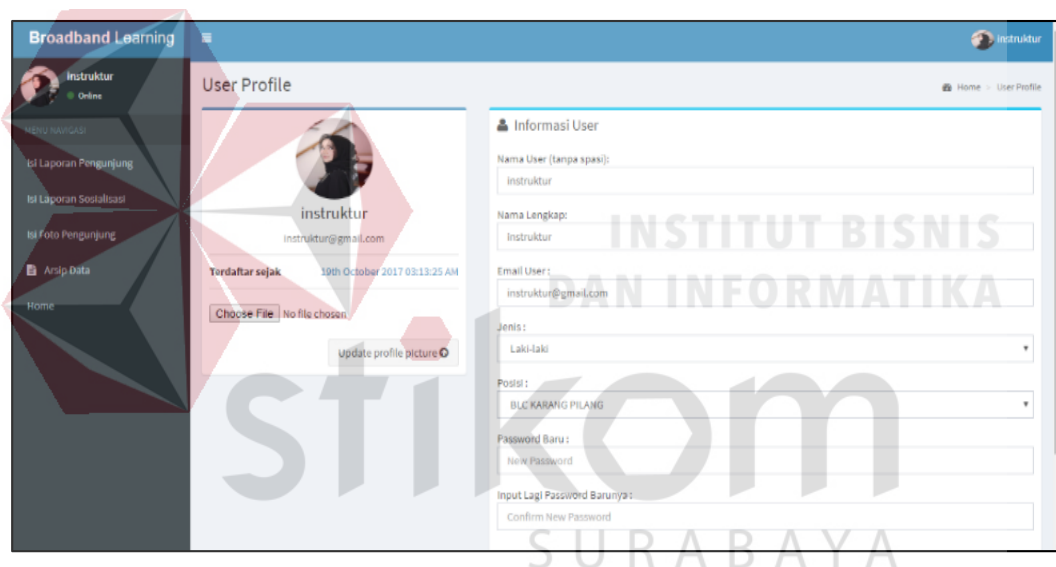 Broadband Learning
instruktur
instruktur
Online
MENU NAVIGASI
Isi Laporan Pengunjung
Isi Laporan Sosialisasi
Isi Foto Pengunjung
Arsip Data
Home
User Profile
Home > User Profile
instruktur
instruktur@gmail.com
Terdaftar sejak 19th October 2017 03:13:25 AM
Choose File No file chosen
Update profile picture
Informasi User
Nama User (tanpa spasi):
instruktur
Nama Lengkap:
Instruktur
Email User :
instruktur@gmail.com
Jenis :
Laki-laki
Posisi :
BLC KARANG PILANG
Password Baru :
New Password
Input Lagi Password Barunya :
Confirm New Password
INSTITUT BISNIS
DAN INFORMATIKA
stikom
SURABAYA